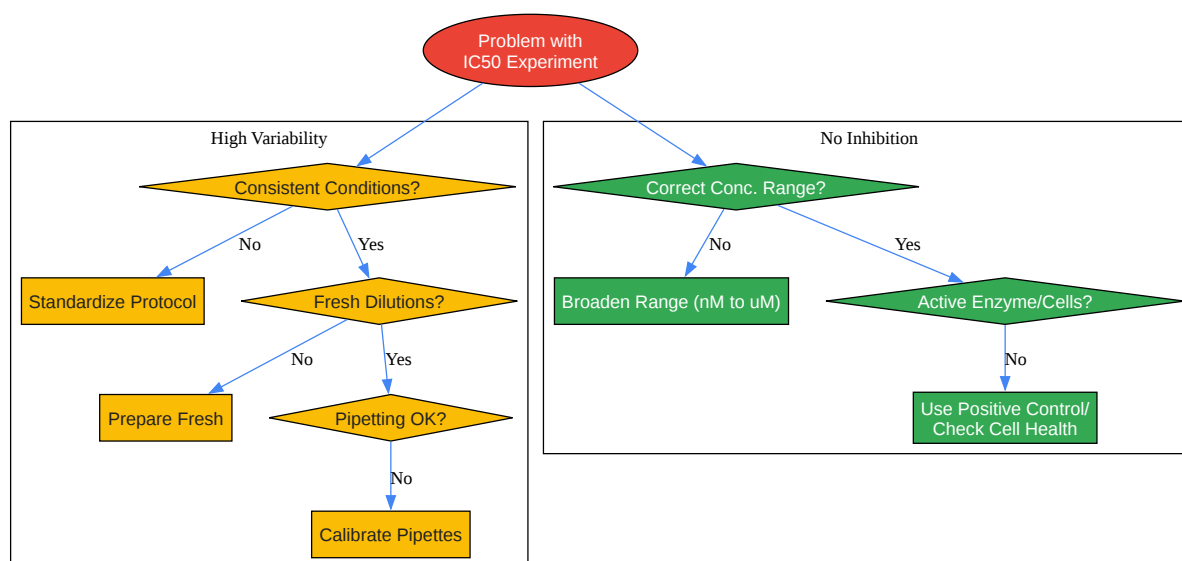 Problem with
IC50 Experiment
High Variability
No Inhibition
Consistent Conditions?
Correct Conc. Range?
No
Yes
No
Yes
Standardize Protocol
Fresh Dilutions?
Broaden Range (nM to uM)
Active Enzyme/Cells?
No
Yes
No
Prepare Fresh
Pipetting OK?
Use Positive Control/
Check Cell Health
No
Calibrate Pipettes